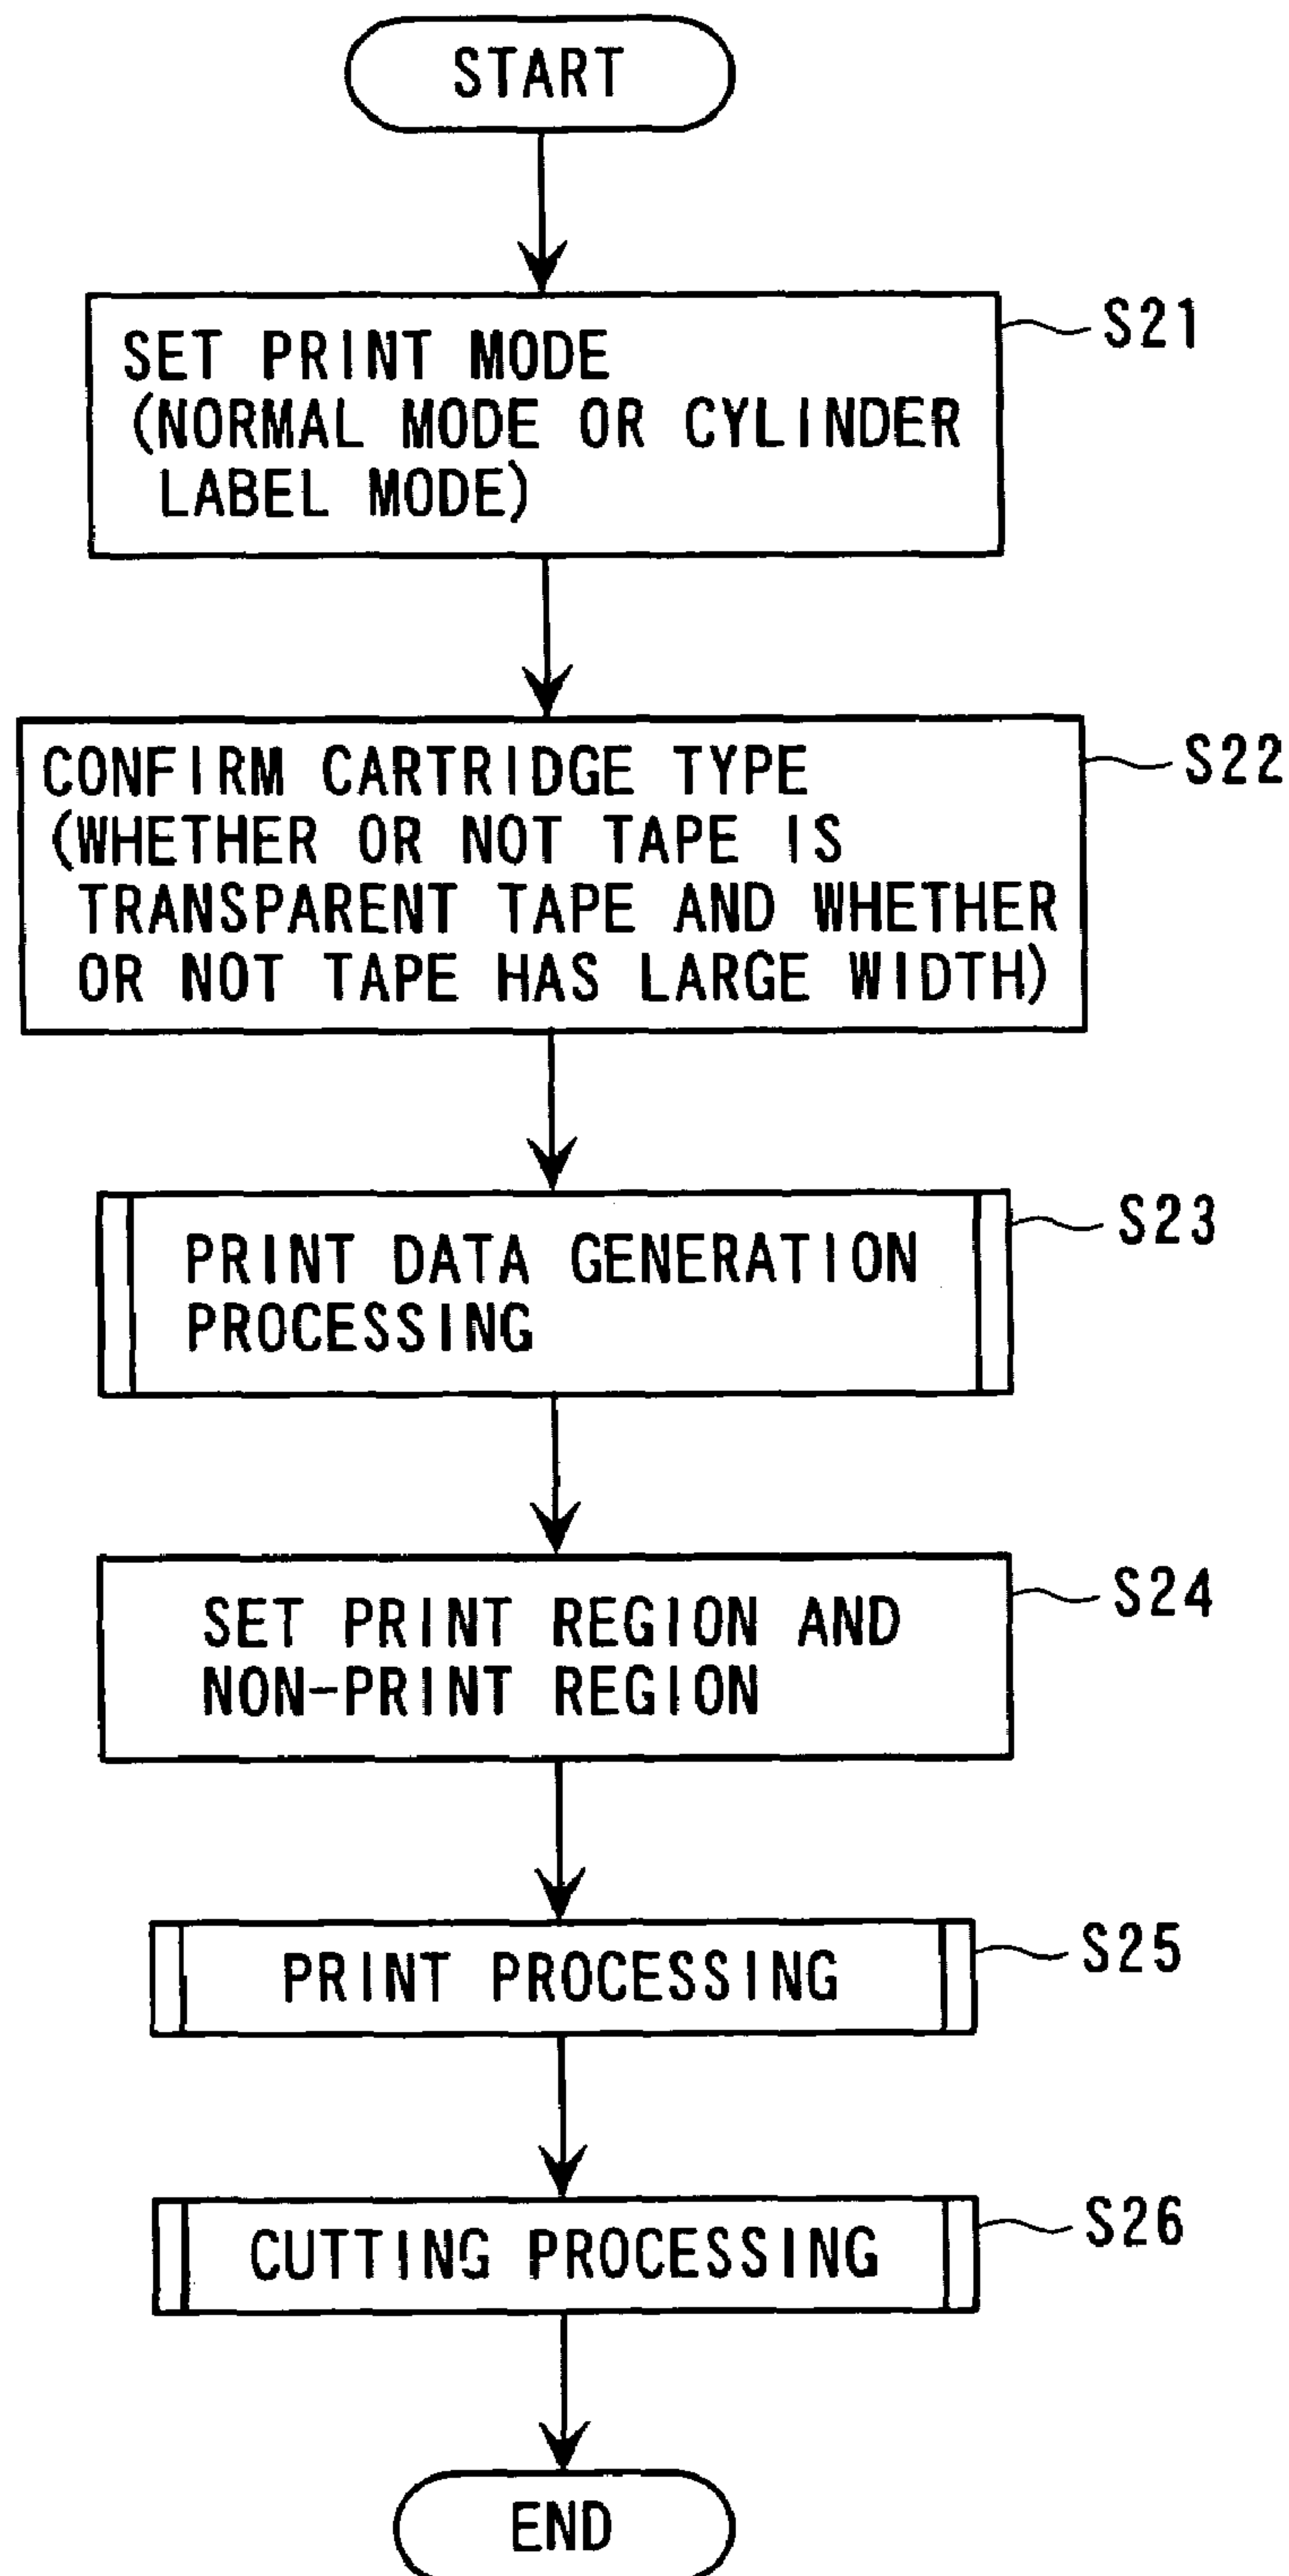 START
SET PRINT MODE
(NORMAL MODE OR CYLINDER
LABEL MODE)
S21
CONFIRM CARTRIDGE TYPE
(WHETHER OR NOT TAPE IS
TRANSPARENT TAPE AND WHETHER
OR NOT TAPE HAS LARGE WIDTH)
S22
PRINT DATA GENERATION
PROCESSING
S23
SET PRINT REGION AND
NON-PRINT REGION
S24
PRINT PROCESSING
S25
CUTTING PROCESSING
S26
END